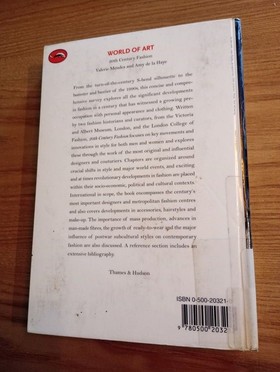 WORLD OF ART
20th Century Fashion
Valerie Mendes and Amy de la Haye
From the turn-of-the-century S-bend silhouette to the
and hustler of the 1990s, this concise and compre-
hensive survey explores all the significant developments
in fashion in a century that has witnessed a growing pre-
occupation with personal appearance and clothing. Written
by two fashion historians and curators, from the Victoria
and Albert Museum, London, and the London College of
Fashion, 20th Century Fashion focuses on key movements and
innovations in style for both men and women and explores
these through the work of the most original and influential
designers and couturiers. Chapters are organized around
crucial shifts in style and major world events, and exciting
and at times revolutionary developments in fashion are placed
within their socio-economic, political and cultural contexts
International in scope, the book encompasses the century's
most important designers and metropolitan fashion centres
and also covers developments in accessories, hairstyles and
make-up. The importance of mass production, advances in
man-made fibres, the growth of ready-to-wear and the major
influence of postwar subcultural styles on contemporary
fashion are also discussed. A reference section includes an
extensive bibliography.
Thames & Hudson
ISBN 0-500-20321
9 780500 2032